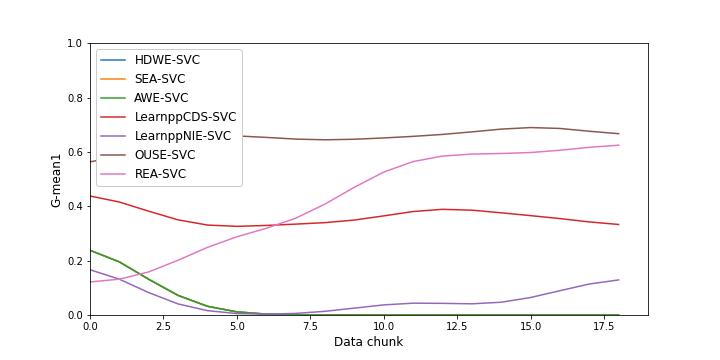 1.0
0.8
0.6
0.4
0.2
0.0
G-mean1
HDWE-SVC
SEA-SVC
AWE-SVC
LearnppCDS-SVC
LearnppNIE-SVC
OUSE-SVC
REA-SVC
0.0 2.5 5.0 7.5 10.0 12.5 15.0 17.5
Data chunk